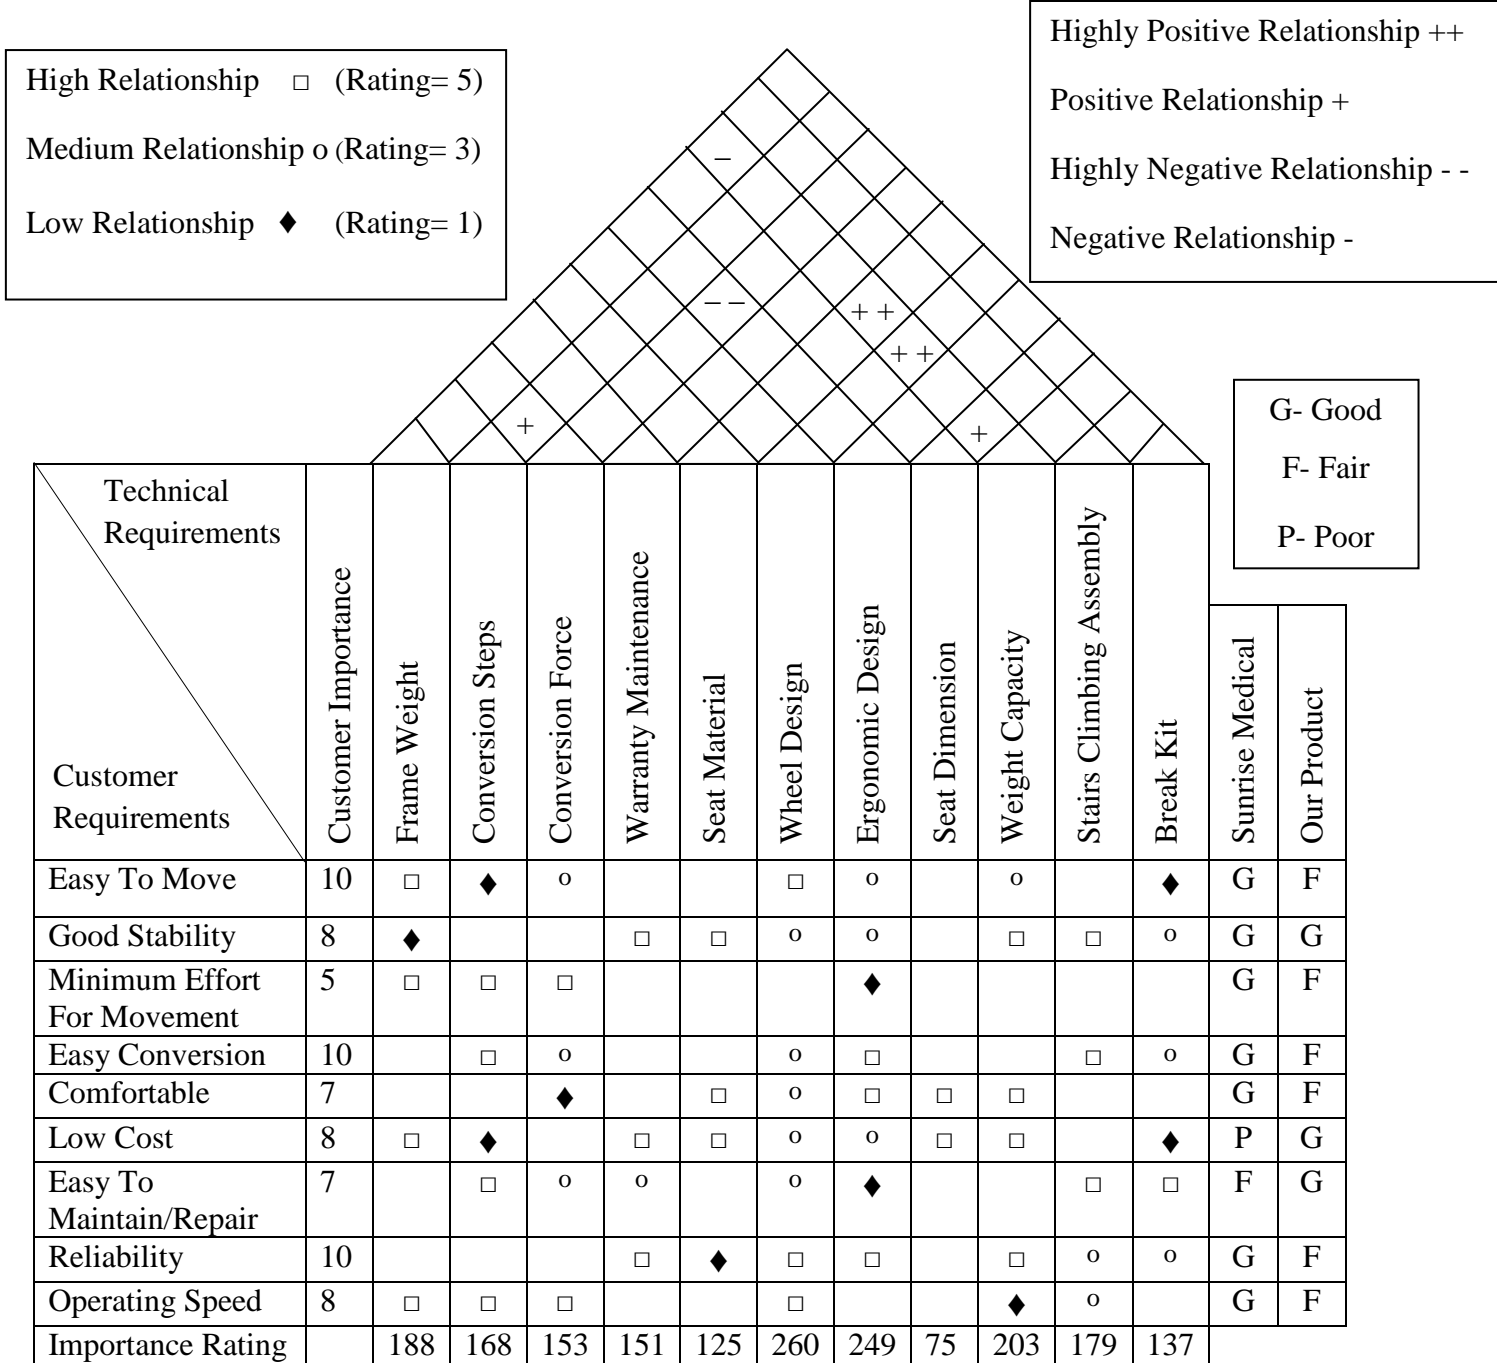 High Relationship □ (Rating= 5)
Medium Relationship o (Rating= 3)
Low Relationship ♦ (Rating= 1)
Highly Positive Relationship ++
Positive Relationship +
Highly Negative Relationship - -
Negative Relationship -
−
− −
+ +
+ +
+
+
G- Good
F- Fair
P- Poor
Technical
Requirements
Customer
Requirements
Customer Importance
Frame Weight
Conversion Steps
Conversion Force
Warranty Maintenance
Seat Material
Wheel Design
Ergonomic Design
Seat Dimension
Weight Capacity
Stairs Climbing Assembly
Break Kit
Sunrise Medical
Our Product
Easy To Move 10 □ ♦ o □ o o ♦ G F
Good Stability 8 ♦ □ □ o o □ □ o G G
Minimum Effort 5 □ □ □ ♦ G F
For Movement
Easy Conversion 10 □ o o □ □ o G F
Comfortable 7 ♦ □ o □ □ □ G F
Low Cost 8 □ ♦ □ □ o o □ □ ♦ P G
Easy To 7 □ o o o ♦ □ □ F G
Maintain/Repair
Reliability 10 □ ♦ □ □ □ o o G F
Operating Speed 8 □ □ □ □ ♦ o G F
Importance Rating 188 168 153 151 125 260 249 75 203 179 137